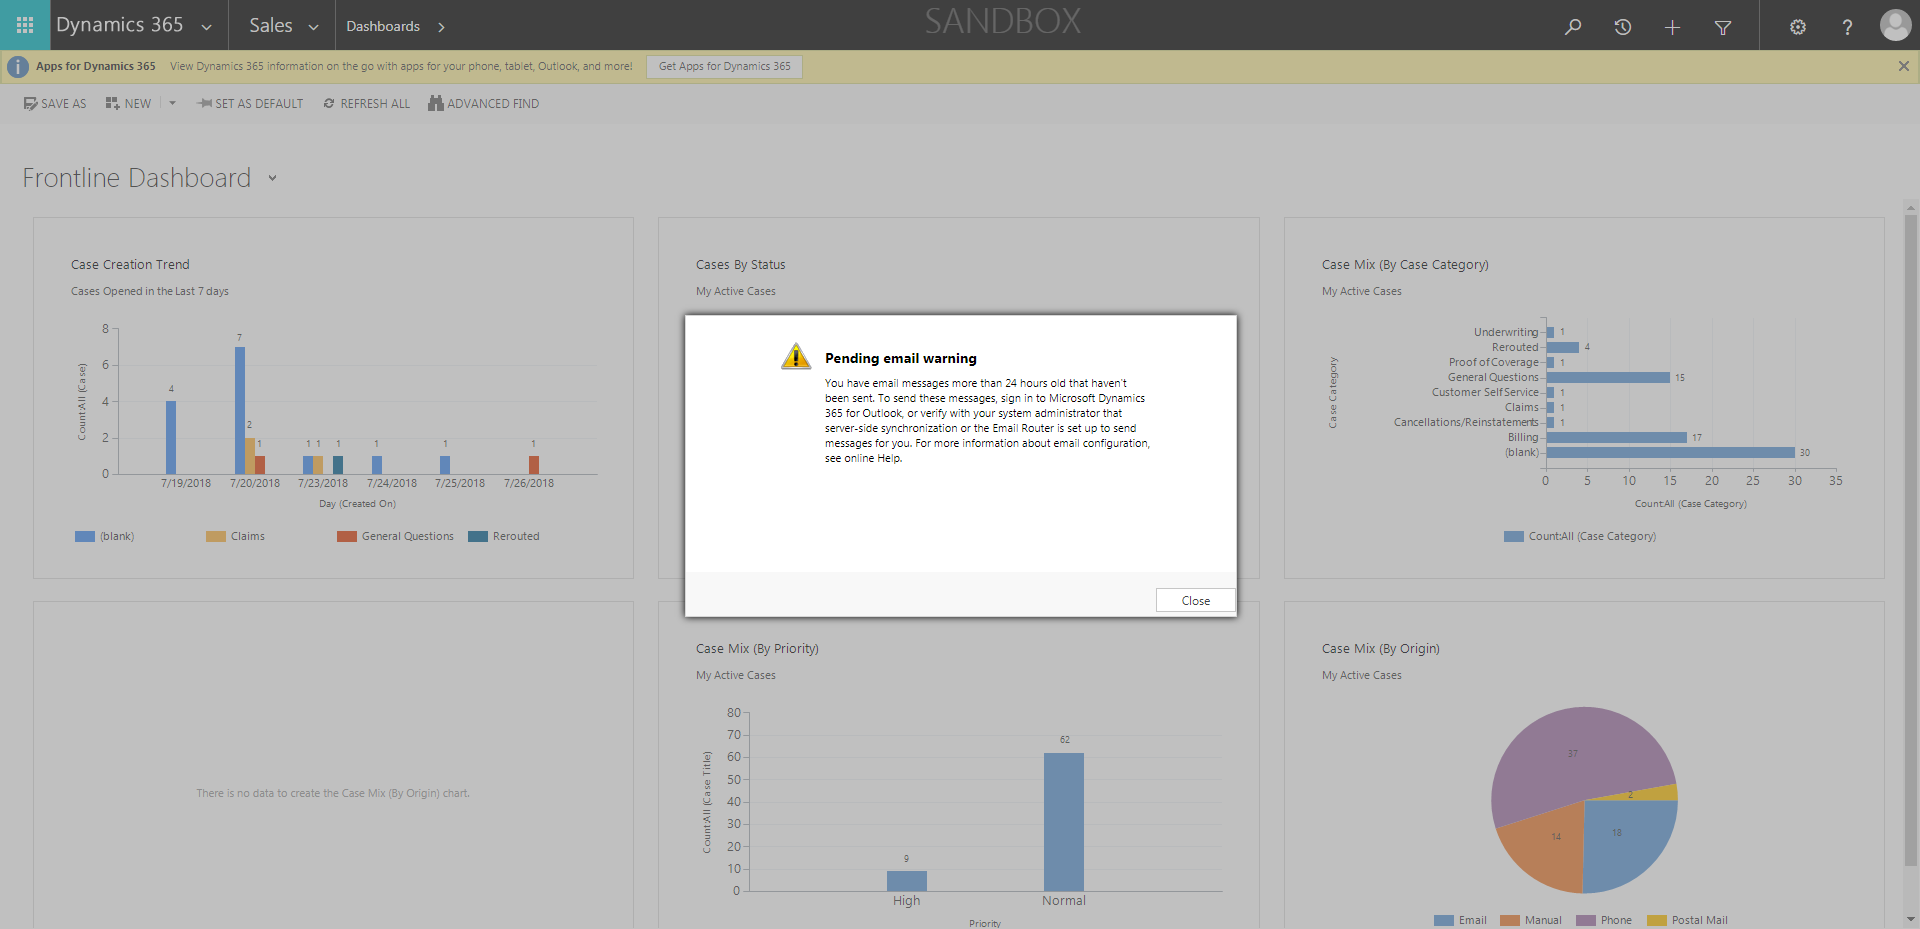 Dynamics 365
Sales
Dashboards
SANDBOX
?
i
Apps for Dynamics 365
View Dynamics 365 information on the go with apps for your phone, tablet, Outlook, and more!
Get Apps for Dynamics 365
SAVE AS
NEW
SET AS DEFAULT
REFRESH ALL
ADVANCED FIND
Frontline Dashboard
Case Creation Trend
Cases Opened in the Last 7 days
Count:All (Case)
8
6
4
2
0
4
7
2
1
1
1
1
1
1
1
7/19/2018
7/20/2018
7/23/2018
7/24/2018
7/25/2018
7/26/2018
Day (Created On)
(blank)
Claims
General Questions
Rerouted
Cases By Status
My Active Cases
Pending email warning
You have email messages more than 24 hours old that haven't
been sent. To send these messages, sign in to Microsoft Dynamics
365 for Outlook, or verify with your system administrator that
server-side synchronization or the Email Router is set up to send
messages for you. For more information about email configuration,
see online Help.
Close
Case Mix (By Case Category)
My Active Cases
Case Category
Underwriting
1
Rerouted
4
Proof of Coverage
1
General Questions
15
Customer Self Service
1
Claims
1
Cancellations/Reinstatements
1
Billing
17
(blank)
30
0
5
10
15
20
25
30
35
Count:All (Case Category)
Count:All (Case Category)
There is no data to create the Case Mix (By Origin) chart.
Case Mix (By Priority)
My Active Cases
Count:All (Case Title)
80
70
60
50
40
30
20
10
0
9
62
High
Normal
Priority
Case Mix (By Origin)
My Active Cases
37
2
14
18
Email
Manual
Phone
Postal Mail